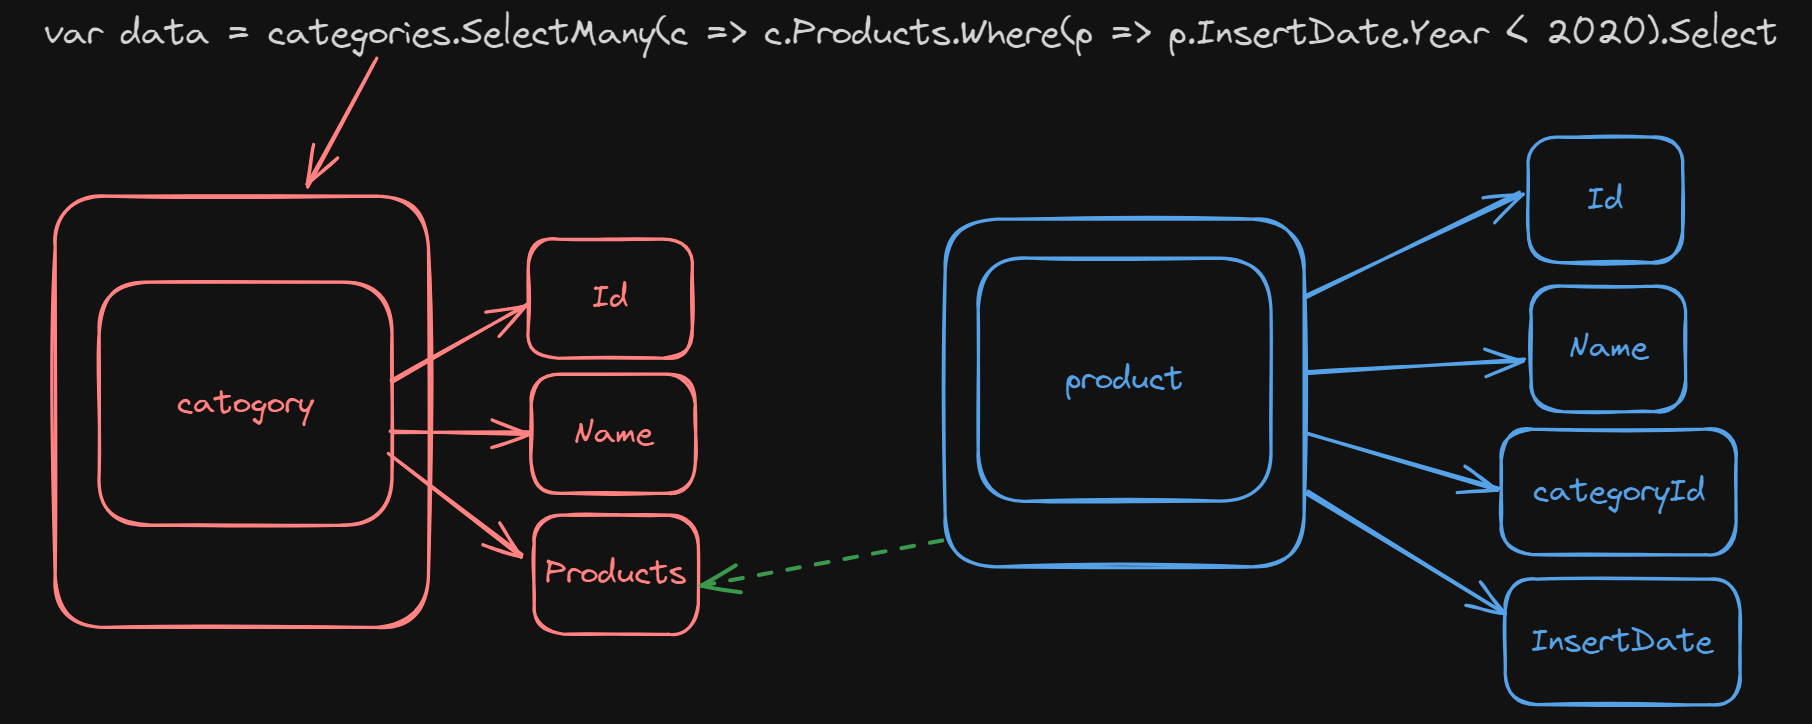 var data = categories.SelectMany(c => c.Products.Where(p => p.InsertDate.Year < 2020).Select
catogory
Id
Name
Products
product
Id
Name
categoryId
InsertDate